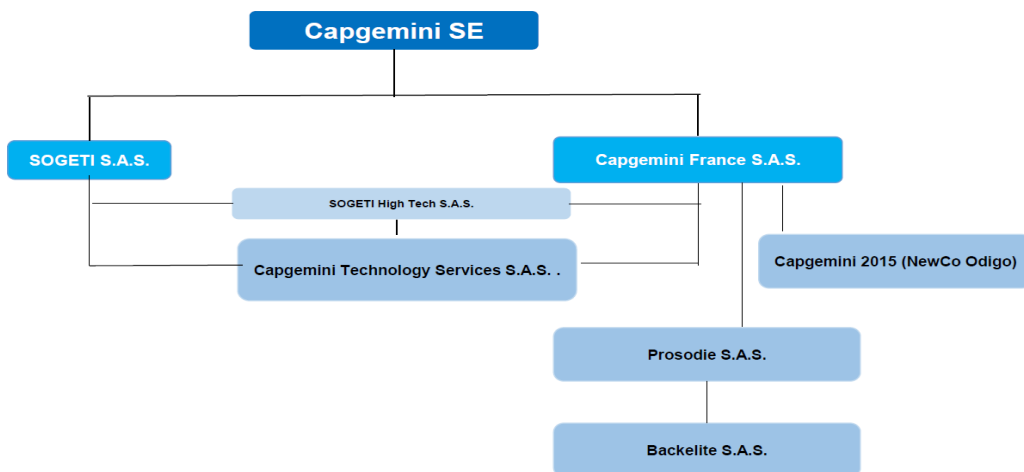 Capgemini SE
SOGETI S.A.S.
Capgemini France S.A.S.
SOGETI High Tech S.A.S.
Capgemini Technology Services S.A.S. .
Capgemini 2015 (NewCo Odigo)
Prosodie S.A.S.
Backelite S.A.S.